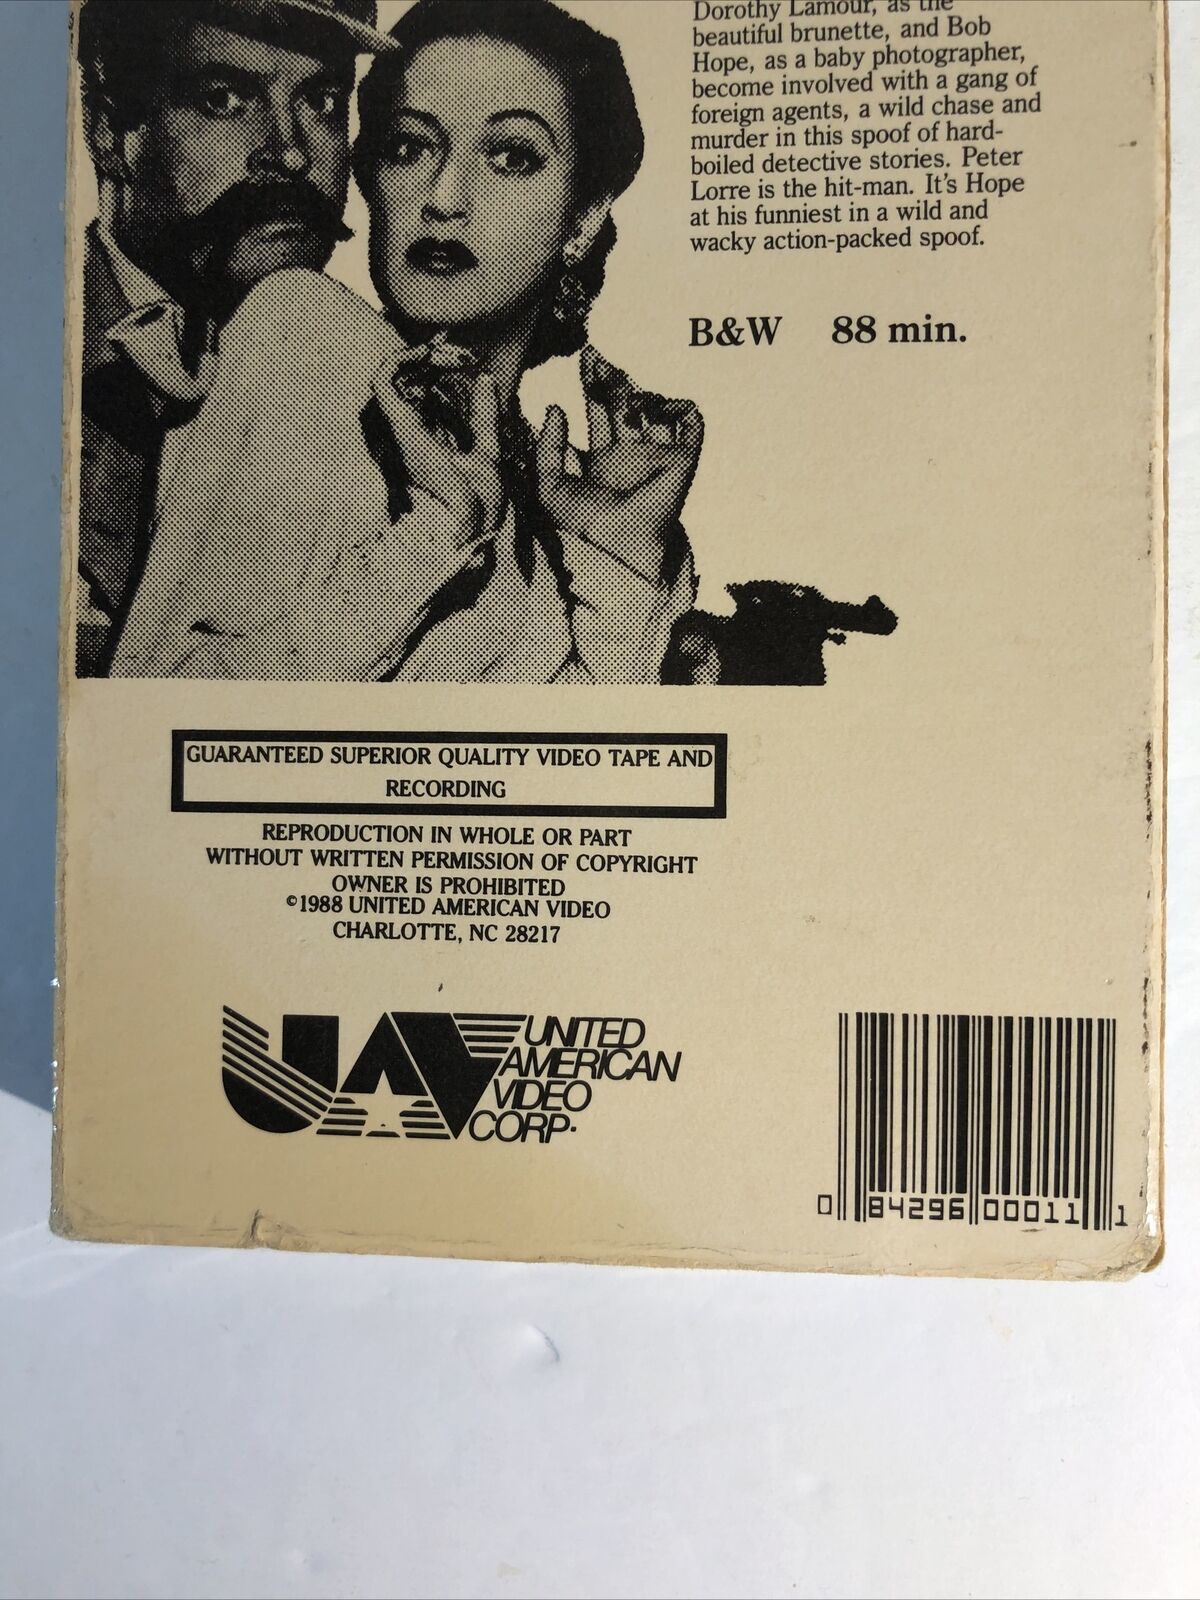 Dorothy Lamour, as the
beautiful brunette, and Bob
Hope, as a baby photographer,
become involved with a gang of
foreign agents, a wild chase and
murder in this spoof of hard-
boiled detective stories. Peter
Lorre is the hit-man. It's Hope
at his funniest in a wild and
wacky action-packed spoof.
B&W 88 min.
GUARANTEED SUPERIOR QUALITY VIDEO TAPE AND
RECORDING
REPRODUCTION IN WHOLE OR PART
WITHOUT WRITTEN PERMISSION OF COPYRIGHT
OWNER IS PROHIBITED
©1988 UNITED AMERICAN VIDEO
CHARLOTTE, NC 28217
UAV
UNITED
AMERICAN
VIDEO
CORP.
0 84296 00011 1